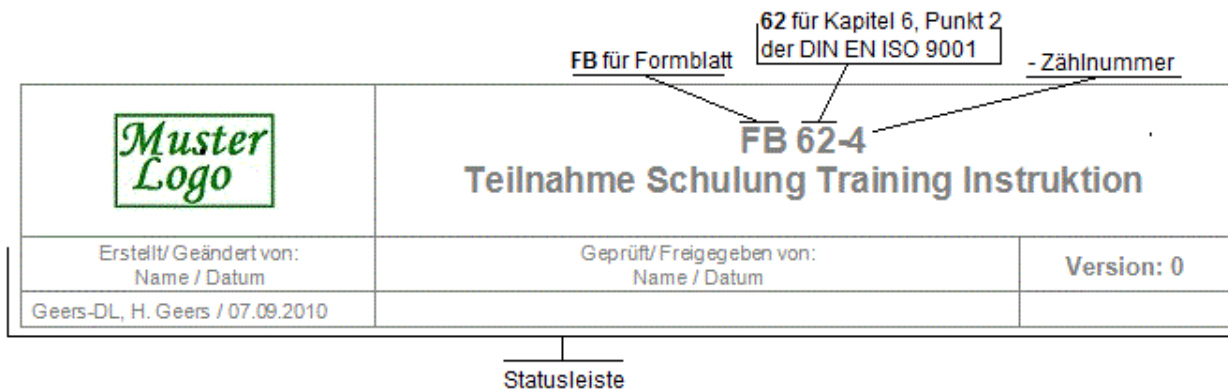 62 für Kapitel 6, Punkt 2
der DIN EN ISO 9001
FB für Formblatt
- Zählnummer
Muster
Logo
FB 62-4
Teilnahme Schulung Training Instruktion
Erstellt/ Geändert von:
Name / Datum
Geprüft/ Freigegeben von:
Name / Datum
Version: 0
Geers-DL, H. Geers / 07.09.2010
Statusleiste